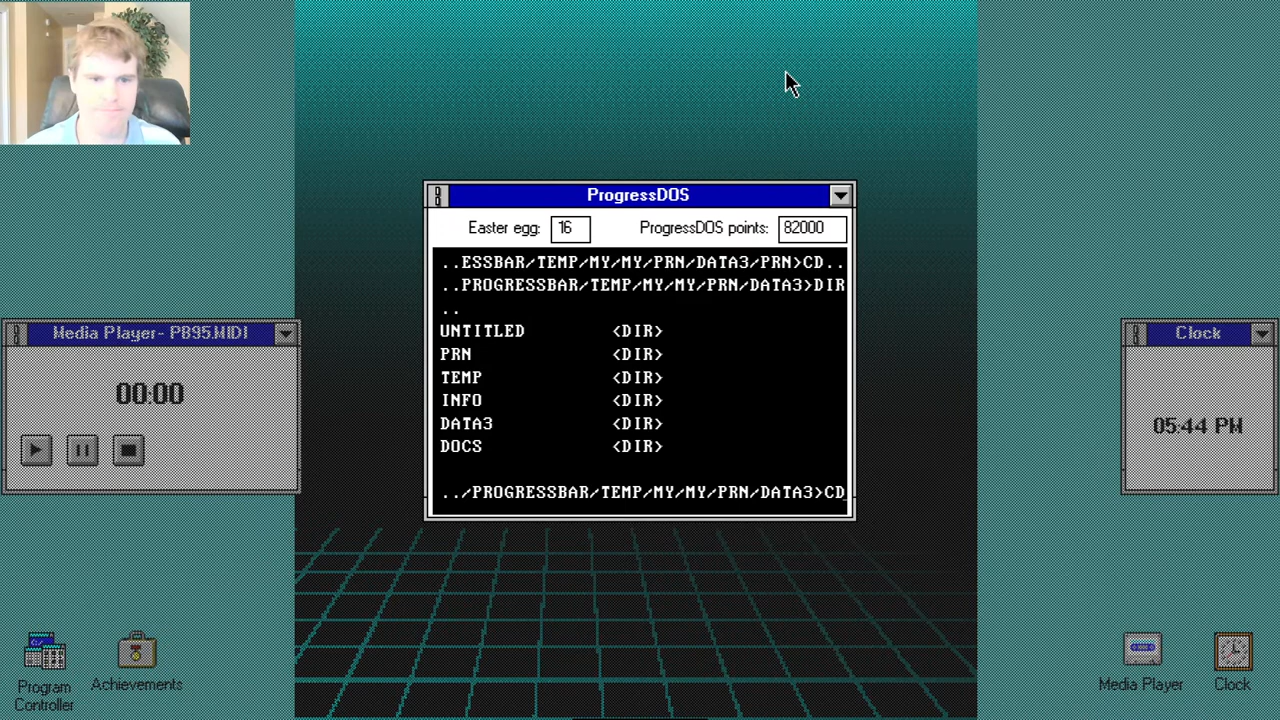 ProgressDOS
Easter egg: 16 ProgressDOS points: 82000
..ESSBAR/TEMP/MY/MY/PRN/DATA3/PRN>CD..
..PROGRESSBAR/TEMP/MY/MY/PRN/DATA3>DIR
..
UNTITLED <DIR>
PRN <DIR>
TEMP <DIR>
INFO <DIR>
DATA3 <DIR>
DOCS <DIR>
../PROGRESSBAR/TEMP/MY/MY/PRN/DATA3>CD_
Media Player- PB95.MIDI
00:00
Clock
05:44 PM
Program
Controller
Achievements
Media Player
Clock